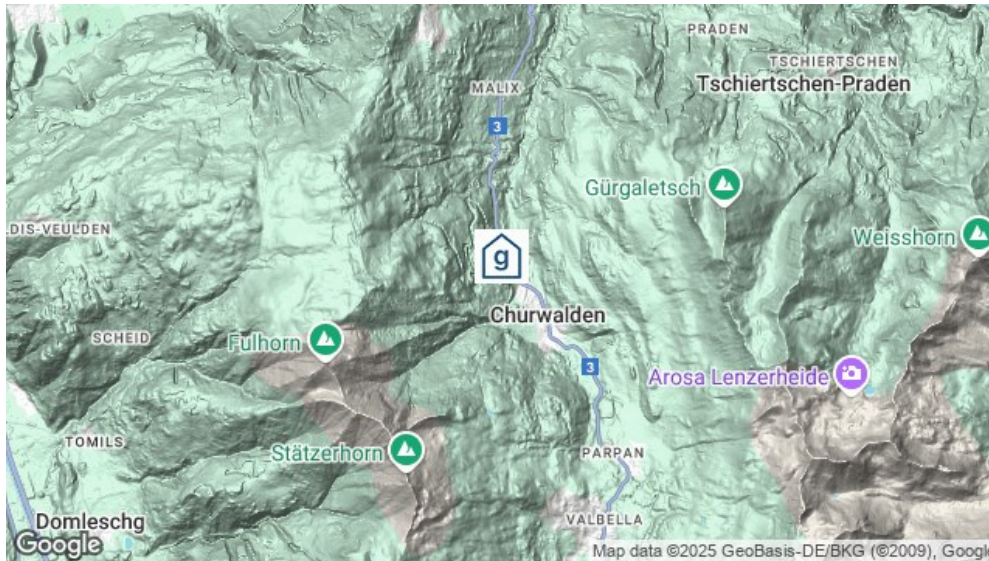 PRADEN
TSCHIERTSCHEN
Tschiertschen-Praden
MALIX
3
Gürgaletsch
DIS-VEULDEN
Weisshorn
g
Churwalden
SCHEID
Fulhorn
3
Arosa Lenzerheide
TOMILS
Stätzerhorn
PARPAN
VALBELLA
Domleschg
Google
Map data ©2025 GeoBasis-DE/BKG (©2009), Google